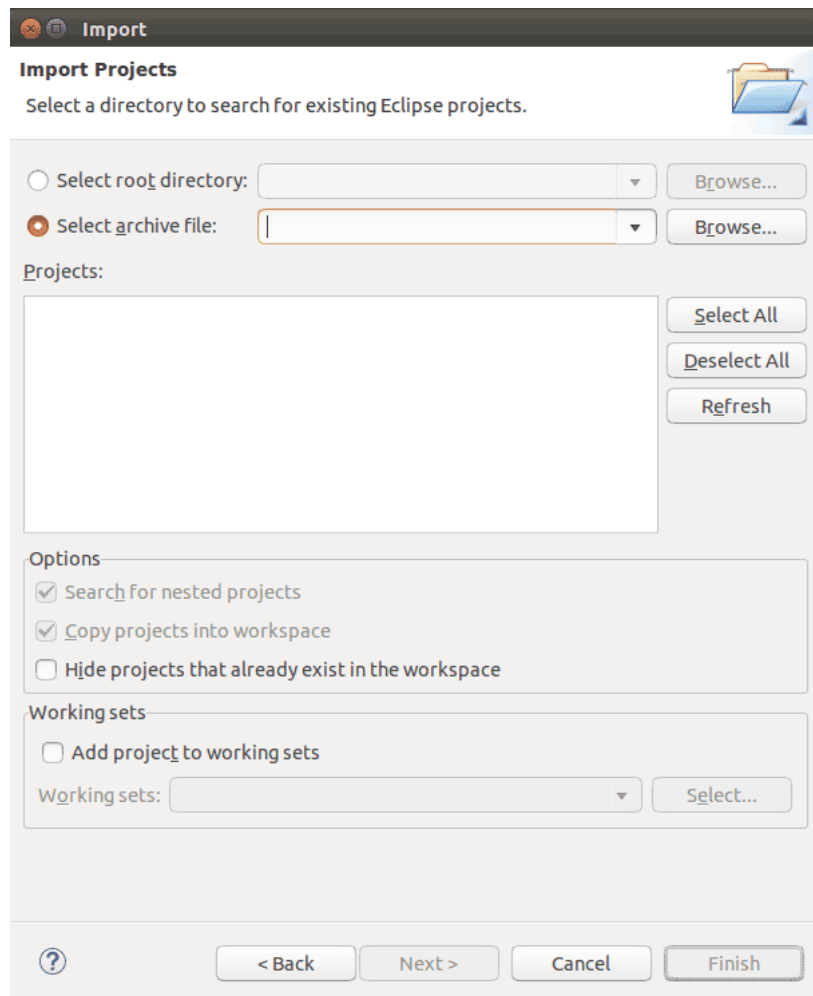 Import
Import Projects
Select a directory to search for existing Eclipse projects.
Select root directory: Browse...
Select archive file: Browse...
Projects:
Select All
Deselect All
Refresh
Options
Search for nested projects
Copy projects into workspace
Hide projects that already exist in the workspace
Working sets
Add project to working sets
Working sets: Select...
? < Back Next > Cancel Finish